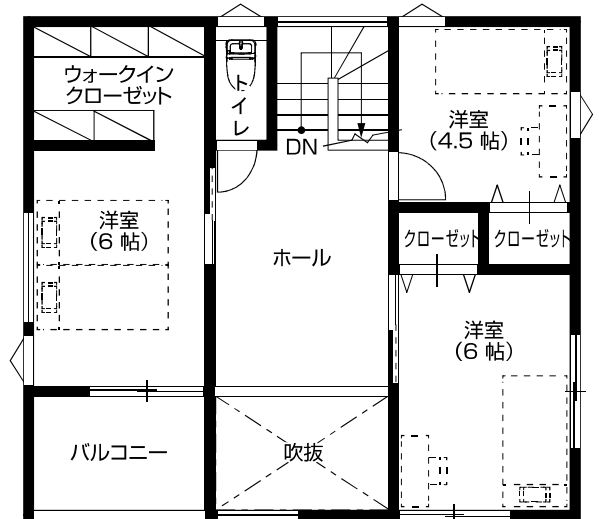 ウォークイン
クローゼット
トイレ
DN
洋室
(4.5 帖)
洋室
(6 帖)
ホール
クローゼット
クローゼット
洋室
(6 帖)
バルコニー
吹抜